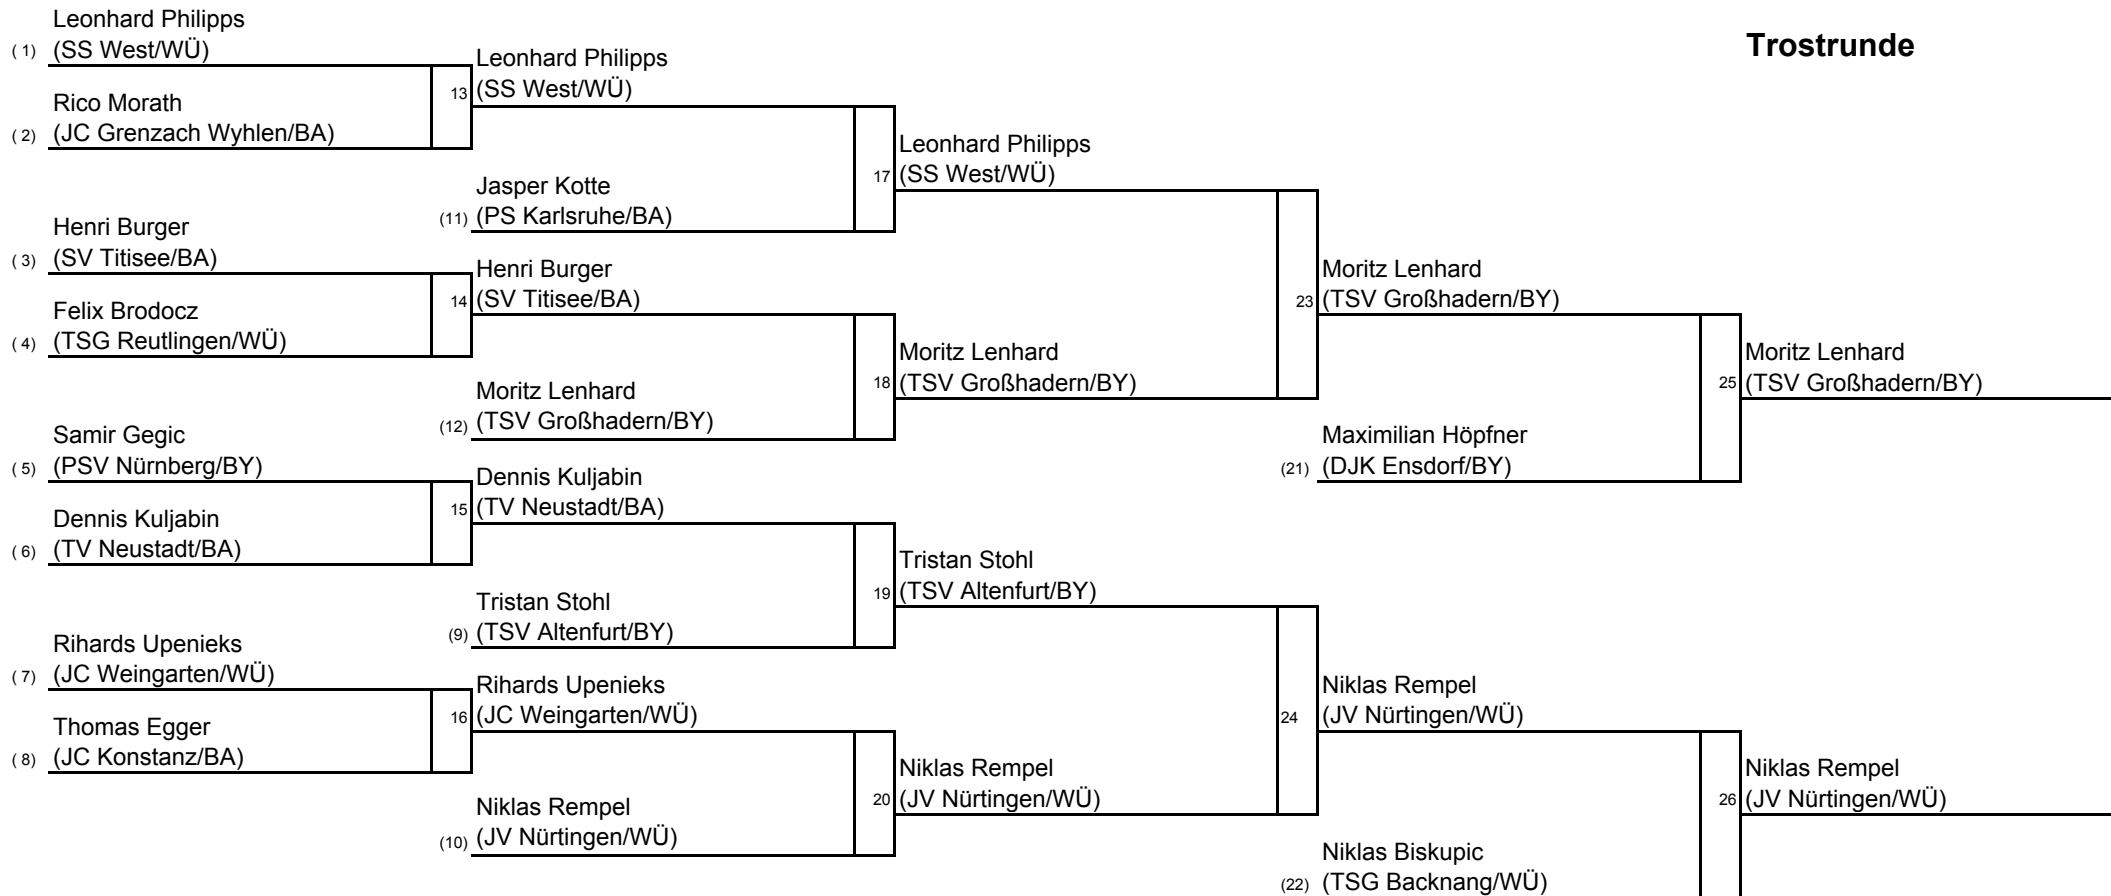 Trostrunde
Leonhard Philipps
( 1) (SS West/WÜ)
Rico Morath
( 2) (JC Grenzach Wyhlen/BA)
Henri Burger
( 3) (SV Titisee/BA)
Felix Brodocz
( 4) (TSG Reutlingen/WÜ)
Samir Gegic
( 5) (PSV Nürnberg/BY)
Dennis Kuljabin
( 6) (TV Neustadt/BA)
Rihards Upenieks
( 7) (JC Weingarten/WÜ)
Thomas Egger
( 8) (JC Konstanz/BA)
Leonhard Philipps
13 (SS West/WÜ)
Jasper Kotte
(11) (PS Karlsruhe/BA)
Henri Burger
14 (SV Titisee/BA)
Moritz Lenhard
(12) (TSV Großhadern/BY)
Dennis Kuljabin
15 (TV Neustadt/BA)
Tristan Stohl
(9) (TSV Altenfurt/BY)
Rihards Upenieks
16 (JC Weingarten/WÜ)
Niklas Rempel
(10) (JV Nürtingen/WÜ)
Leonhard Philipps
17 (SS West/WÜ)
Moritz Lenhard
18 (TSV Großhadern/BY)
Tristan Stohl
19 (TSV Altenfurt/BY)
Niklas Rempel
20 (JV Nürtingen/WÜ)
Moritz Lenhard
23 (TSV Großhadern/BY)
Maximilian Höpfner
(21) (DJK Ensdorf/BY)
Niklas Rempel
24 (JV Nürtingen/WÜ)
Niklas Biskupic
(22) (TSG Backnang/WÜ)
Moritz Lenhard
25 (TSV Großhadern/BY)
Niklas Rempel
26 (JV Nürtingen/WÜ)